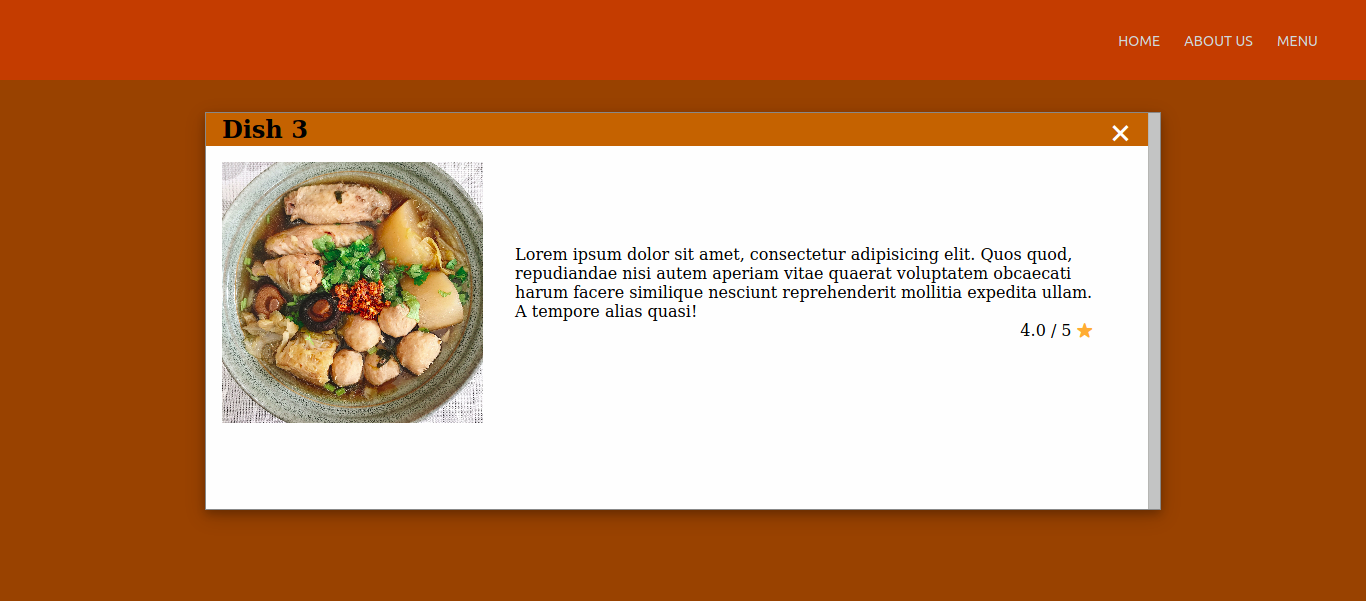 HOME ABOUT US MENU
Dish 3 ×
Lorem ipsum dolor sit amet, consectetur adipisicing elit. Quos quod,
repudiandae nisi autem aperiam vitae quaerat voluptatem obcaecati
harum facere similique nesciunt reprehenderit mollitia expedita ullam.
A tempore alias quasi!
4.0 / 5 ⭐